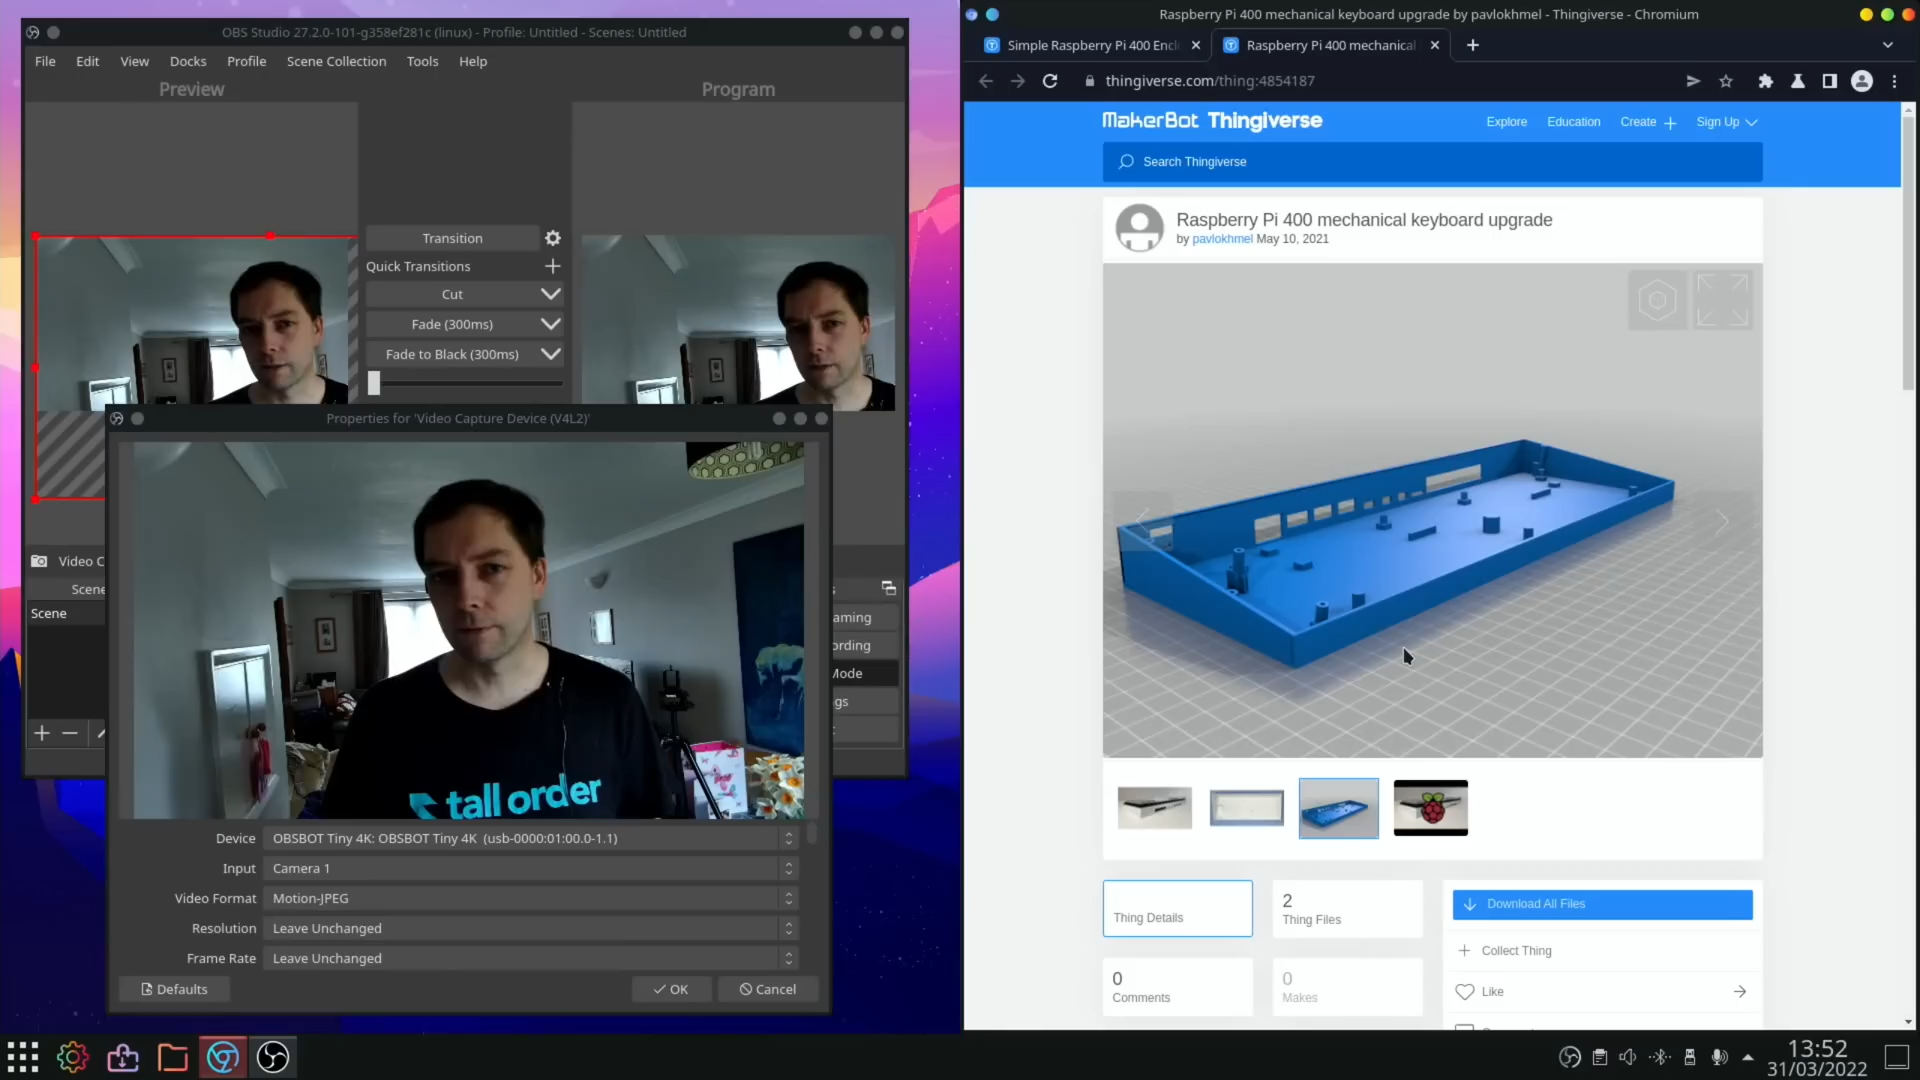 OBS Studio 27.2.0-101-g358ef281c (linux) - Profile: Untitled - Scenes: Untitled
File Edit View Docks Profile Scene Collection Tools Help
Preview
Program
Transition
Quick Transitions
Cut
Fade (300ms)
Fade to Black (300ms)
Video C
Scene
Scene
aming
ording
Mode
gs
Properties for 'Video Capture Device (V4L2)'
tall order
Device OBSBOT Tiny 4K: OBSBOT Tiny 4K (usb-0000:01:00.0-1.1)
Input Camera 1
Video Format Motion-JPEG
Resolution Leave Unchanged
Frame Rate Leave Unchanged
Defaults OK Cancel
Raspberry Pi 400 mechanical keyboard upgrade by pavlokhmel - Thingiverse - Chromium
Simple Raspberry Pi 400 Encl
Raspberry Pi 400 mechanical
thingiverse.com/thing:4854187
MakerBot Thingiverse
Explore Education Create Sign Up
Search Thingiverse
Raspberry Pi 400 mechanical keyboard upgrade
by pavlokhmel May 10, 2021
Thing Details
2
Thing Files
0
Comments
0
Makes
Download All Files
Collect Thing
Like
13:52
31/03/2022